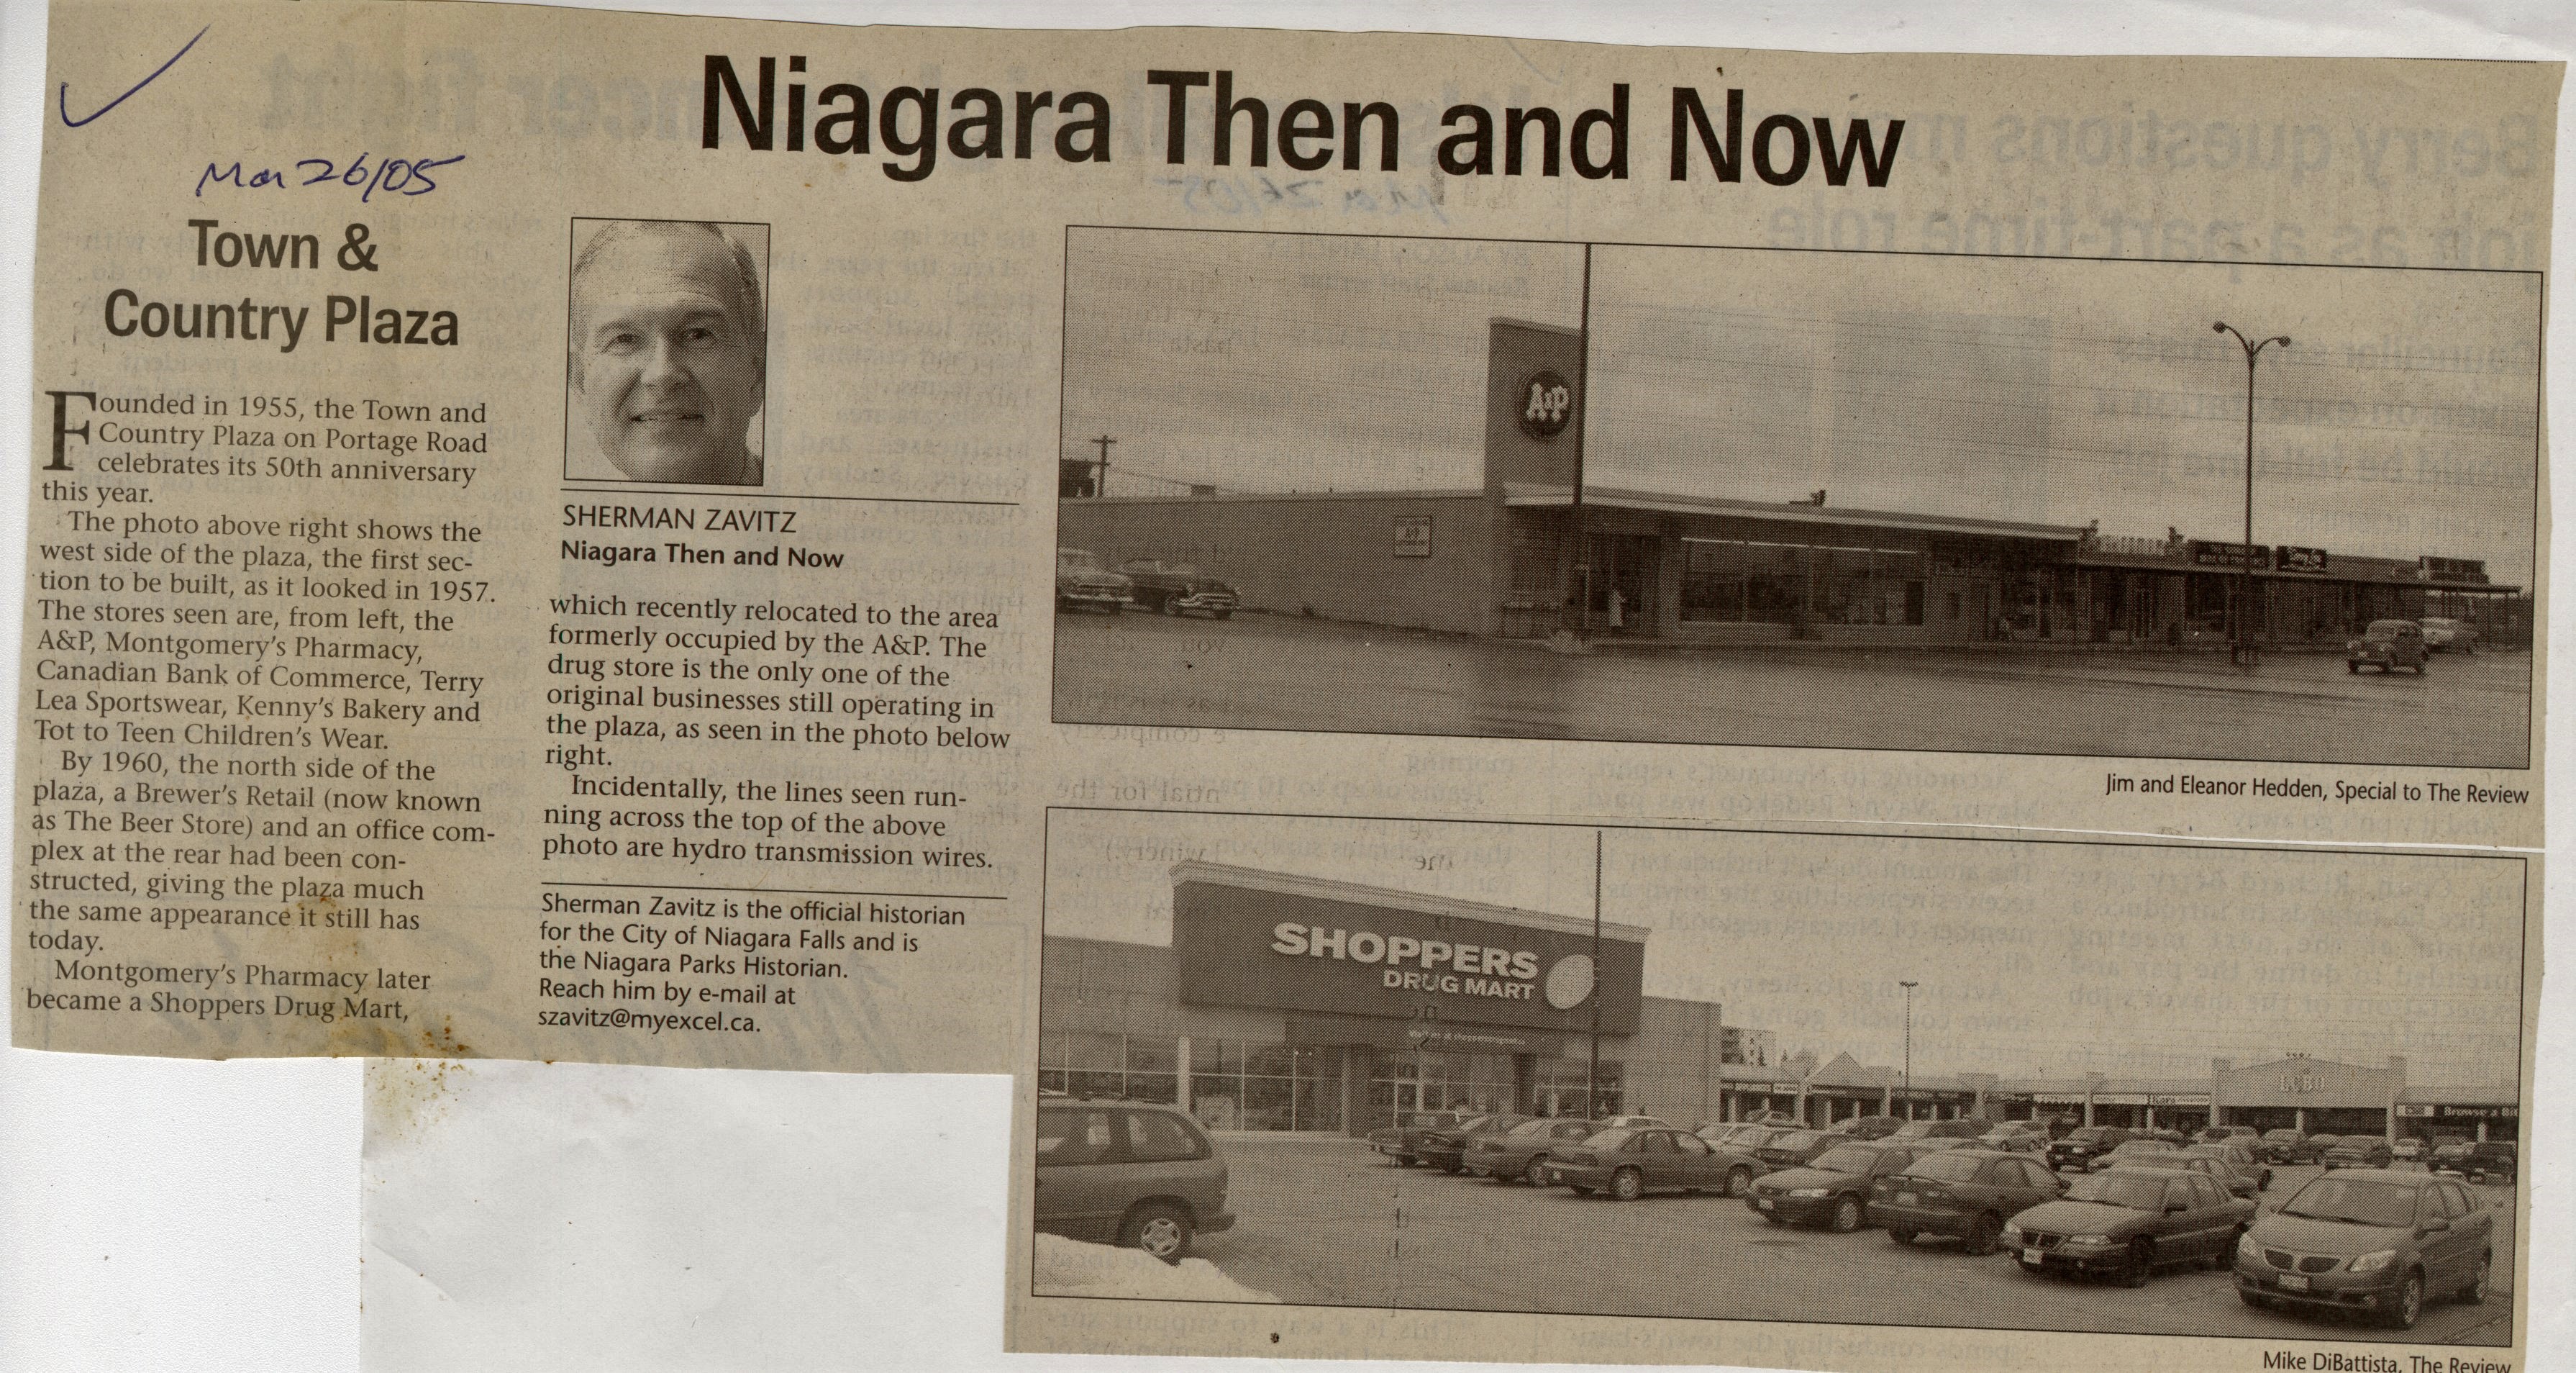 Niagara Then and Now
Mar 26/05
Town &
Country Plaza
Founded in 1955, the Town and
Country Plaza on Portage Road
celebrates its 50th anniversary
this year.
The photo above right shows the
west side of the plaza, the first sec-
tion to be built, as it looked in 1957.
The stores seen are, from left, the
A&P, Montgomery's Pharmacy,
Canadian Bank of Commerce, Terry
Lea Sportswear, Kenny's Bakery and
Tot to Teen Children's Wear.
By 1960, the north side of the
plaza, a Brewer's Retail (now known
as The Beer Store) and an office com-
plex at the rear had been con-
structed, giving the plaza much
the same appearance it still has
today.
Montgomery's Pharmacy later
became a Shoppers Drug Mart,
SHERMAN ZAVITZ
Niagara Then and Now
which recently relocated to the area
formerly occupied by the A&P. The
drug store is the only one of the
original businesses still operating in
the plaza, as seen in the photo below
right.
Incidentally, the lines seen run-
ning across the top of the above
photo are hydro transmission wires.
Sherman Zavitz is the official historian
for the City of Niagara Falls and is
the Niagara Parks Historian.
Reach him by e-mail at
szavitz@myexcel.ca.
A&P
Jim and Eleanor Hedden, Special to The Review
SHOPPERS
DRUG MART
LCBO
Browse a Bit
Mike DiBattista, The Review